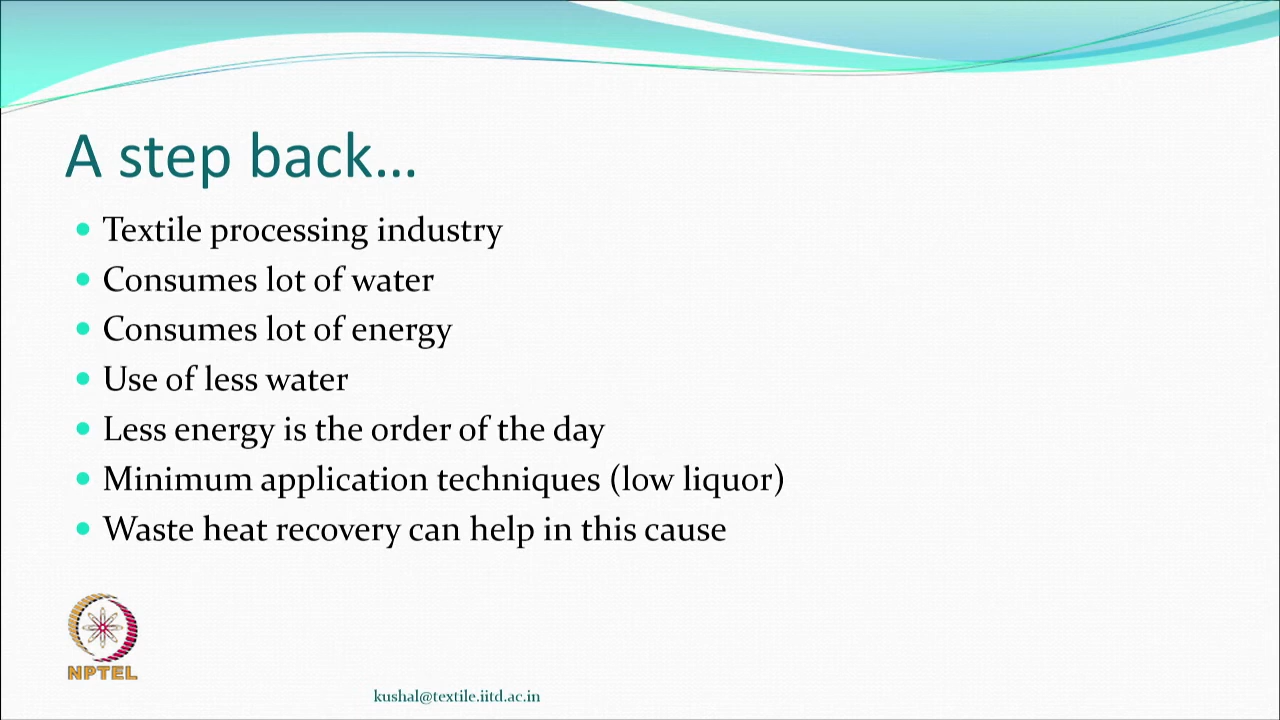 A step back...
Textile processing industry
Consumes lot of water
Consumes lot of energy
Use of less water
Less energy is the order of the day
Minimum application techniques (low liquor)
Waste heat recovery can help in this cause
NPTEL
kushal@textile.iitd.ac.in